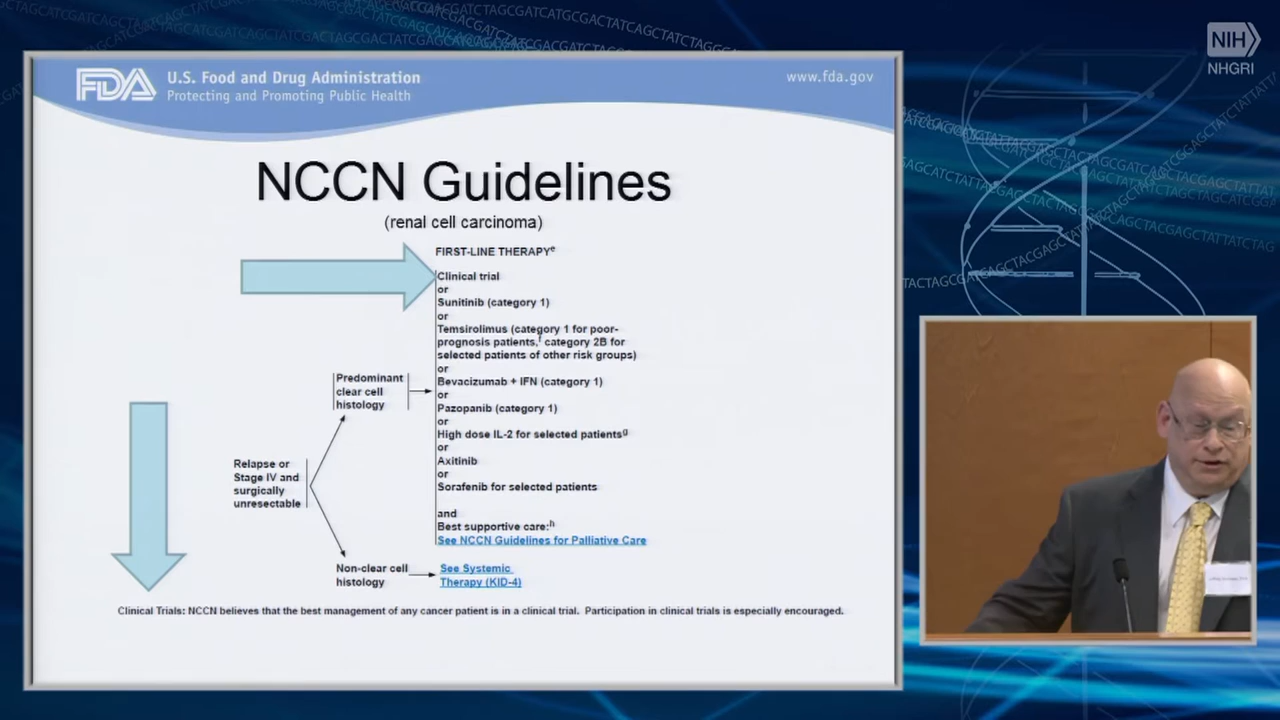 NIH
NHGRI
FDA
U.S. Food and Drug Administration
Protecting and Promoting Public Health
www.fda.gov
NCCN Guidelines
(renal cell carcinoma)
FIRST-LINE THERAPYe
Clinical trial
or
Sunitinib (category 1)
or
Temsirolimus (category 1 for poor-
prognosis patients,f category 2B for
selected patients of other risk groups)
or
Bevacizumab + IFN (category 1)
or
Pazopanib (category 1)
or
High dose IL-2 for selected patientsg
or
Axitinib
or
Sorafenib for selected patients
and
Best supportive care:h
See NCCN Guidelines for Palliative Care
Predominant
clear cell
histology
Relapse or
Stage IV and
surgically
unresectable
Non-clear cell
histology
See Systemic
Therapy (KID-4)
Clinical Trials: NCCN believes that the best management of any cancer patient is in a clinical trial. Participation in clinical trials is especially encouraged.